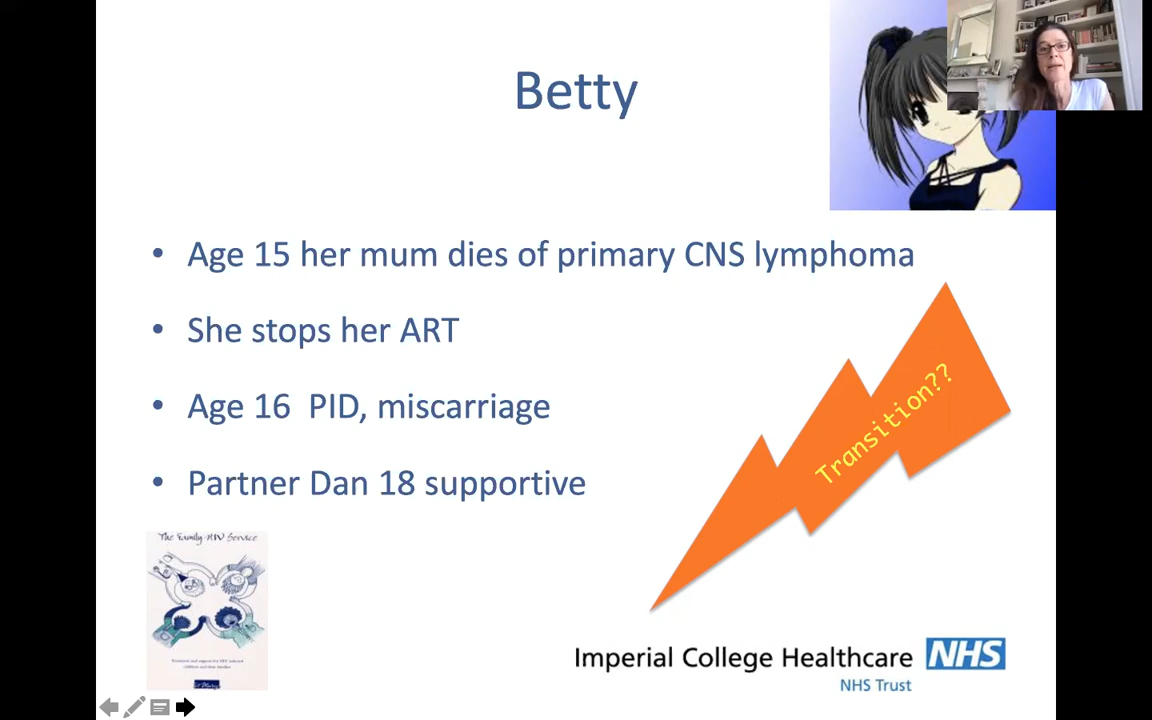 Betty
• Age 15 her mum dies of primary CNS lymphoma
• She stops her ART
• Age 16 PID, miscarriage
• Partner Dan 18 supportive
Transition??
The Family HIV Service
Imperial College Healthcare NHS
NHS Trust